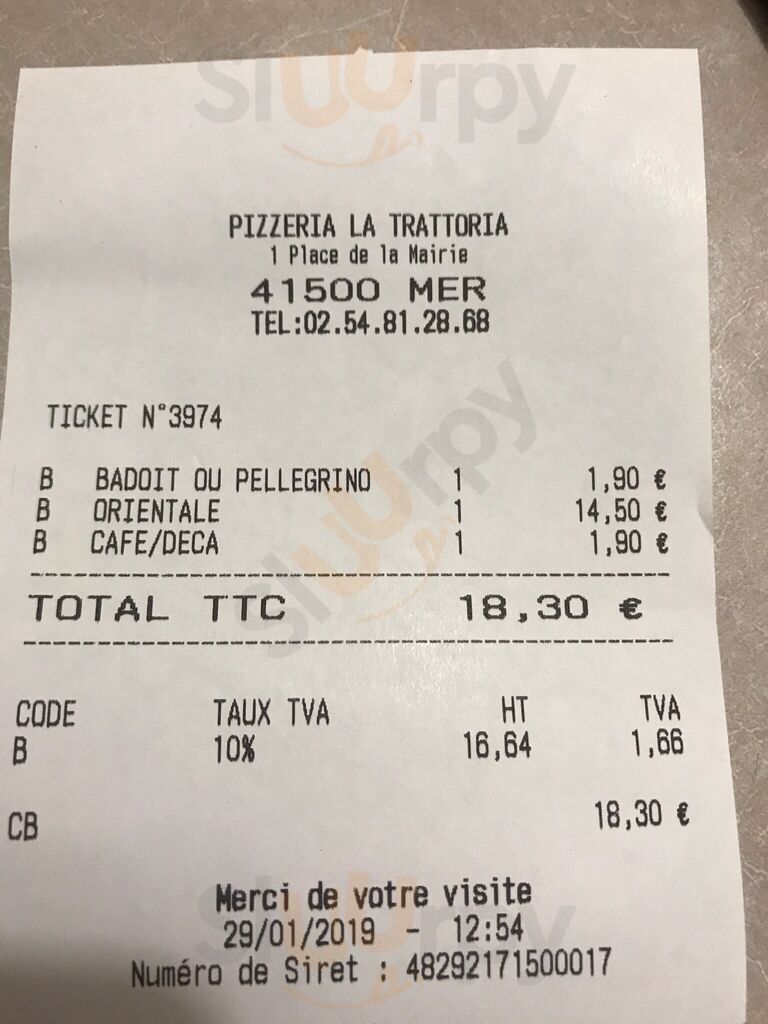 Sluurpy
PIZZERIA LA TRATTORIA
1 Place de la Mairie
41500 MER
TEL:02.54.81.28.68
TICKET N°3974
B BADOIT OU PELLEGRINO 1 1,90 €
B ORIENTALE 1 14,50 €
B CAFE/DECA 1 1,90 €
Sluurpy
TOTAL TTC 18,30 €
CODE TAUX TVA HT TVA
B 10% 16,64 1,66
CB 18,30 €
Merci de votre visite
29/01/2019 - 12:54
Numéro de Siret : 48292171500017
Sluurpy